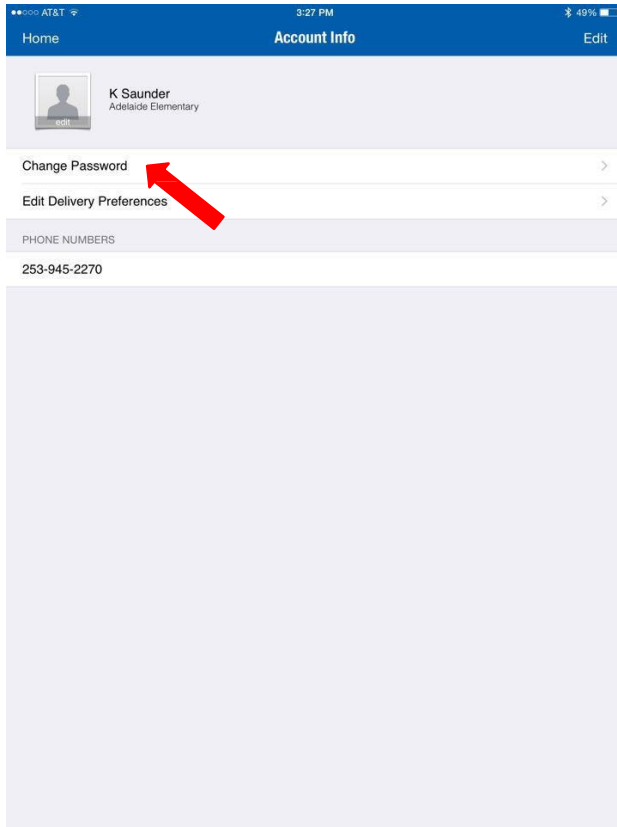 AT&T 3:27 PM 49%
Home Account Info Edit
K Saunder
Adelaide Elementary
edit
Change Password
Edit Delivery Preferences
PHONE NUMBERS
253-945-2270